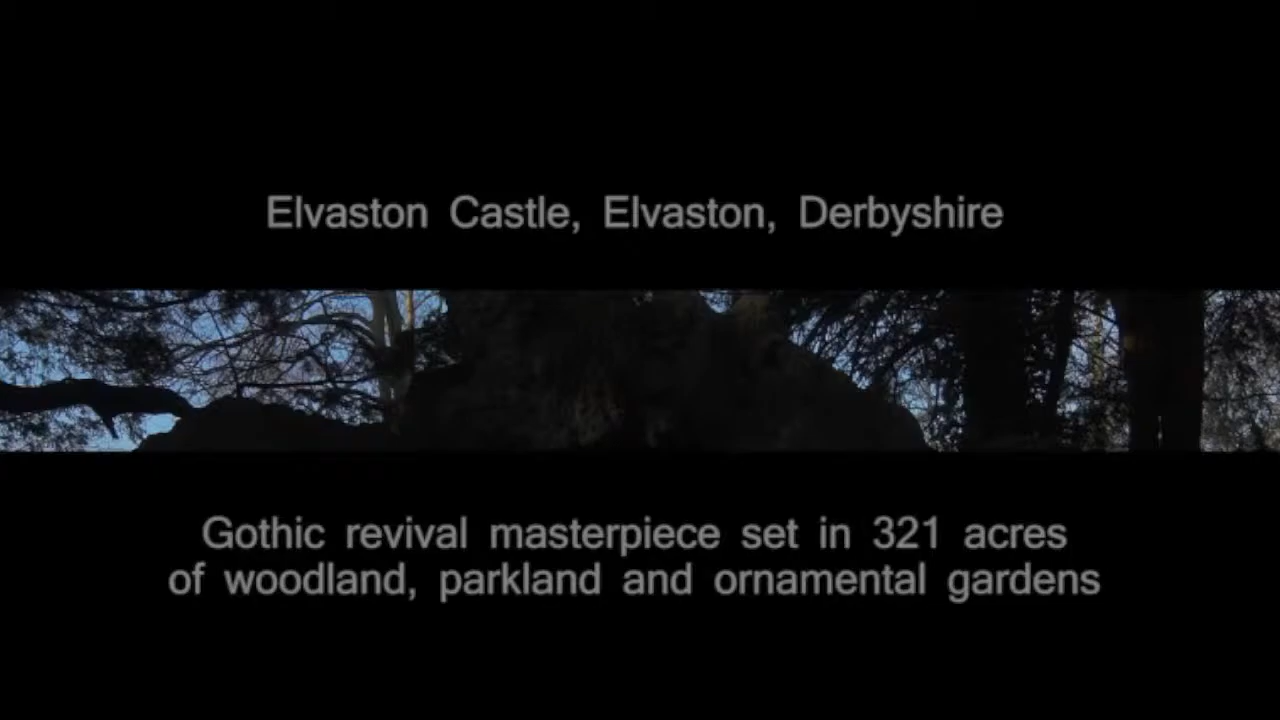 Elvaston Castle, Elvaston, Derbyshire
Gothic revival masterpiece set in 321 acres
of woodland, parkland and ornamental gardens